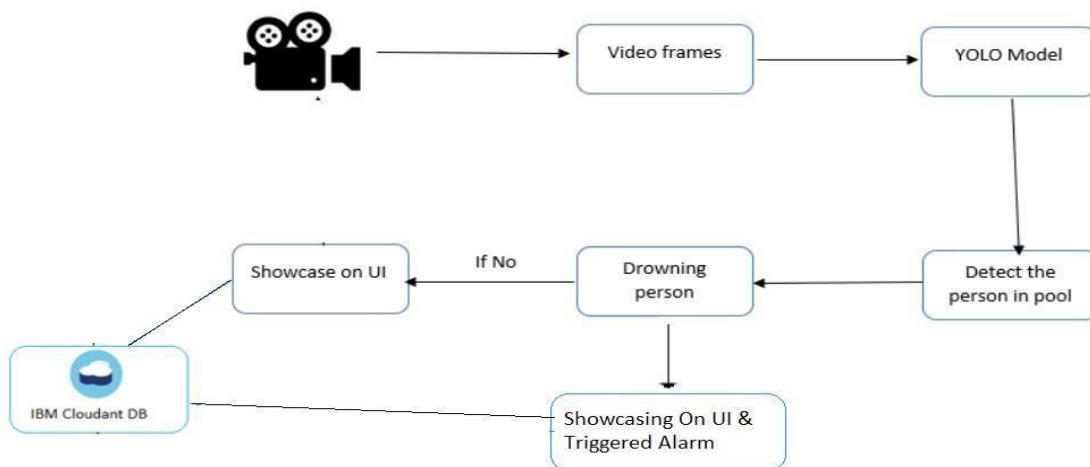 Video frames
YOLO Model
Detect the
person in pool
Drowning
person
If No
Showcase on UI
IBM Cloudant DB
Showcasing On UI &
Triggered Alarm